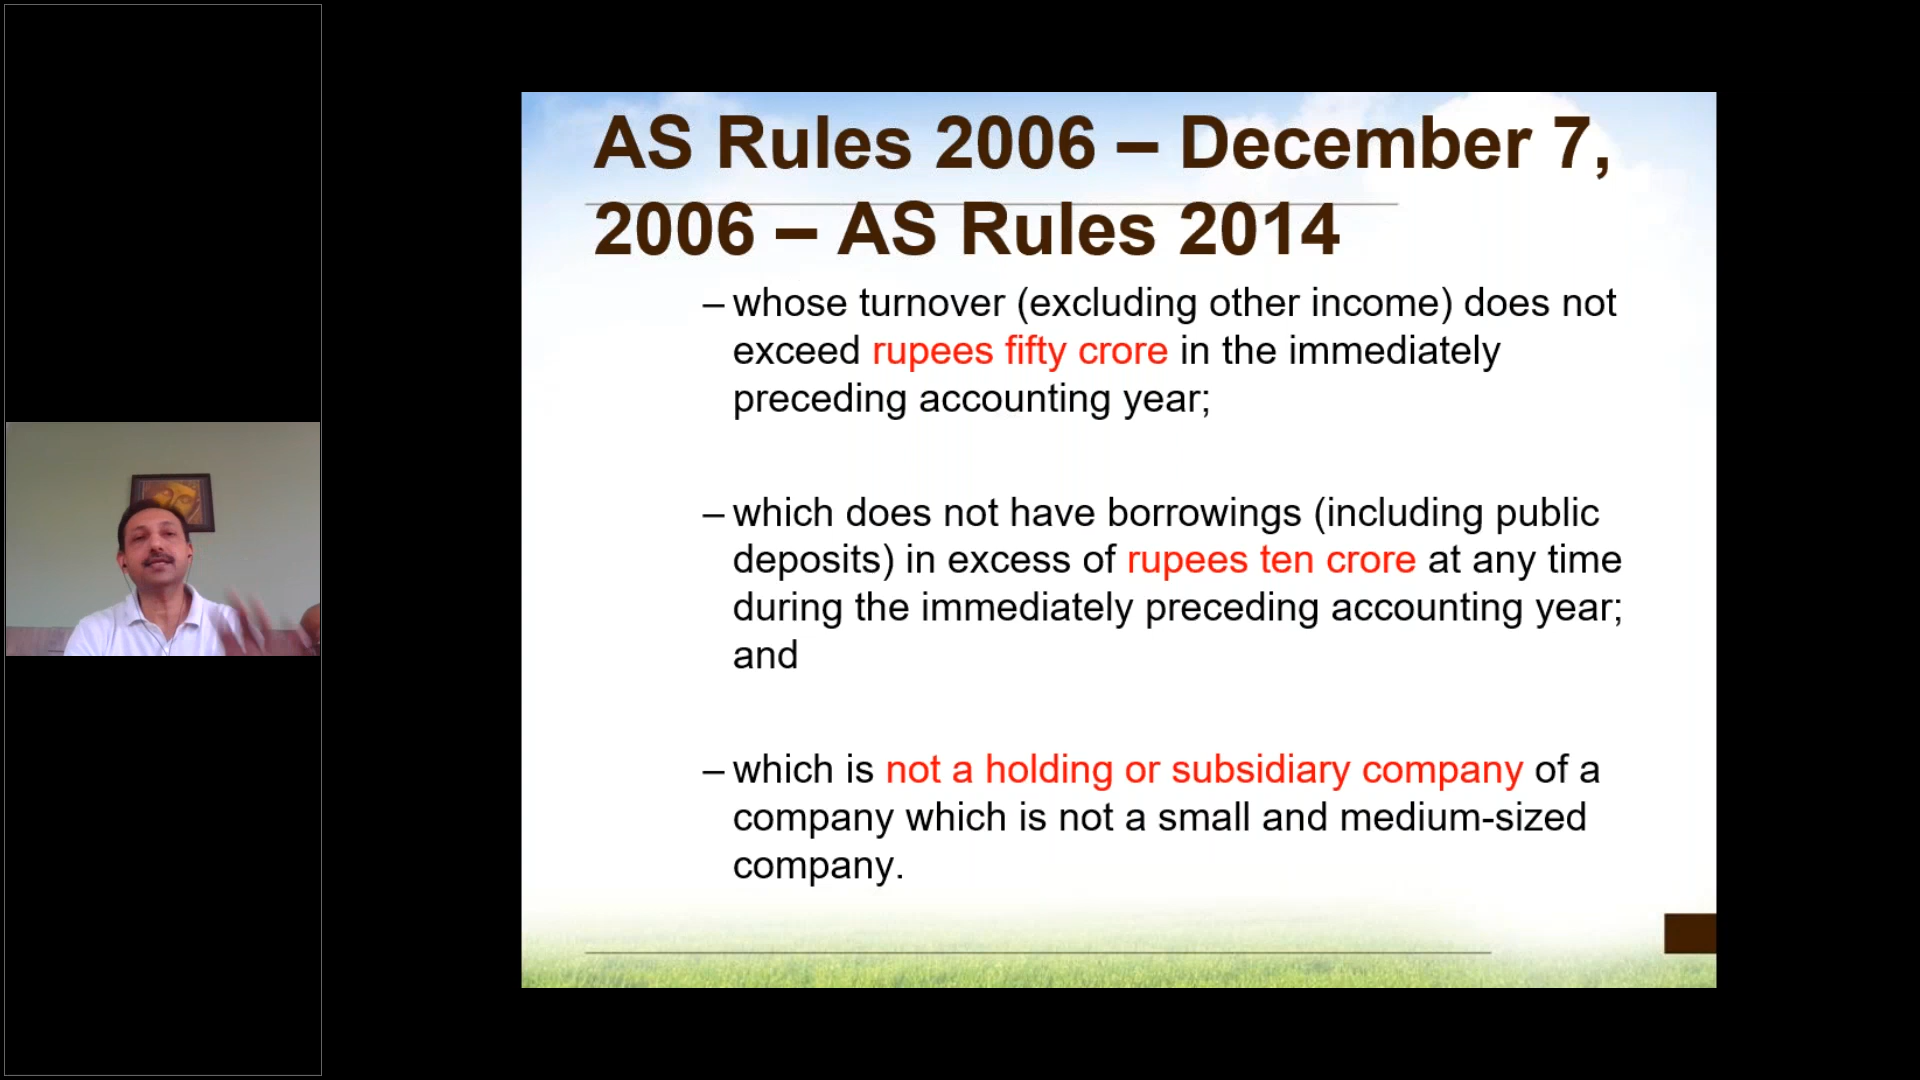 AS Rules 2006 – December 7,
2006 – AS Rules 2014
– whose turnover (excluding other income) does not
exceed rupees fifty crore in the immediately
preceding accounting year;
– which does not have borrowings (including public
deposits) in excess of rupees ten crore at any time
during the immediately preceding accounting year;
and
– which is not a holding or subsidiary company of a
company which is not a small and medium-sized
company.